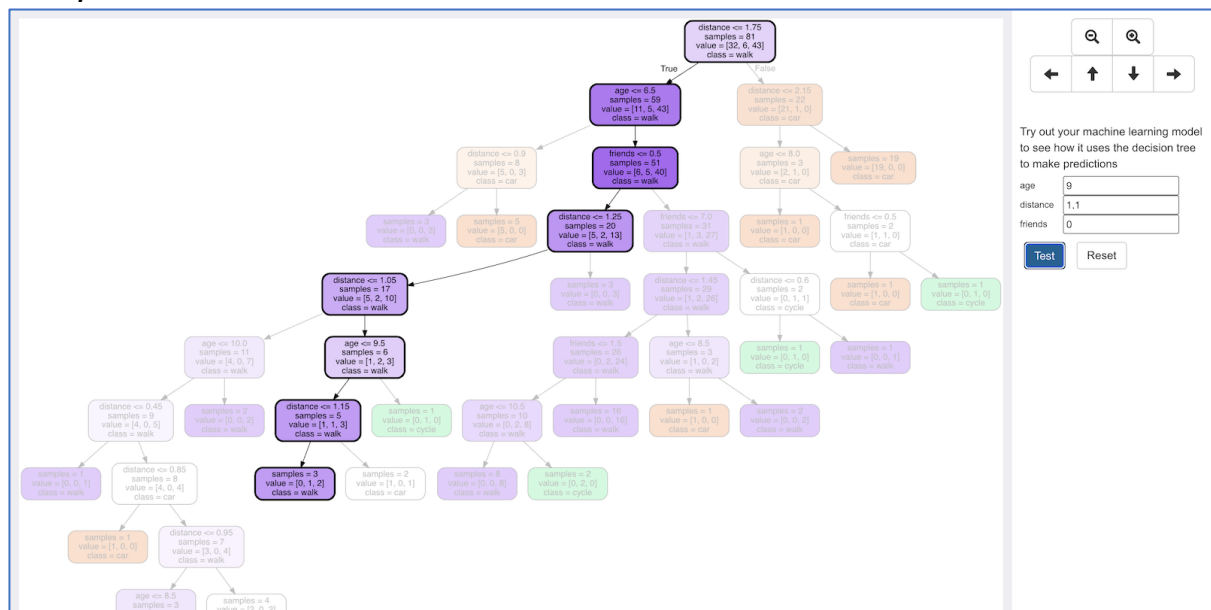 distance <= 1.75
samples = 81
value = [32, 6, 43]
class = walk
True
False
age <= 6.5
samples = 59
value = [11, 5, 43]
class = walk
distance <= 2.15
samples = 22
value = [21, 1, 0]
class = car
distance <= 0.9
samples = 8
value = [5, 0, 3]
class = car
friends <= 0.5
samples = 51
value = [6, 5, 40]
class = walk
age <= 8.0
samples = 3
value = [2, 1, 0]
class = car
samples = 19
value = [19, 0, 0]
class = car
samples = 3
value = [0, 0, 3]
class = walk
samples = 5
value = [5, 0, 0]
class = car
distance <= 1.25
samples = 20
value = [5, 2, 13]
class = walk
friends <= 7.0
samples = 31
value = [1, 3, 27]
class = walk
samples = 1
value = [1, 0, 0]
class = car
friends <= 0.5
samples = 2
value = [1, 1, 0]
class = car
distance <= 1.05
samples = 17
value = [5, 2, 10]
class = walk
samples = 3
value = [0, 0, 3]
class = walk
distance <= 1.45
samples = 29
value = [1, 2, 26]
class = walk
distance <= 0.6
samples = 2
value = [0, 1, 1]
class = cycle
samples = 1
value = [1, 0, 0]
class = car
samples = 1
value = [0, 1, 0]
class = cycle
age <= 10.0
samples = 11
value = [4, 0, 7]
class = walk
age <= 9.5
samples = 6
value = [1, 2, 3]
class = walk
friends <= 1.5
samples = 26
value = [0, 2, 24]
class = walk
age <= 8.5
samples = 3
value = [1, 0, 2]
class = walk
samples = 1
value = [0, 1, 0]
class = cycle
samples = 1
value = [0, 0, 1]
class = walk
distance <= 0.45
samples = 9
value = [4, 0, 5]
class = walk
samples = 2
value = [0, 0, 2]
class = walk
distance <= 1.15
samples = 5
value = [1, 1, 3]
class = walk
samples = 1
value = [0, 1, 0]
class = cycle
age <= 10.5
samples = 10
value = [0, 2, 8]
class = walk
samples = 16
value = [0, 0, 16]
class = walk
samples = 1
value = [1, 0, 0]
class = car
samples = 2
value = [0, 0, 2]
class = walk
samples = 1
value = [0, 0, 1]
class = walk
distance <= 0.85
samples = 8
value = [4, 0, 4]
class = car
samples = 3
value = [0, 1, 2]
class = walk
samples = 2
value = [1, 0, 1]
class = car
samples = 8
value = [0, 0, 8]
class = walk
samples = 2
value = [0, 2, 0]
class = cycle
samples = 1
value = [1, 0, 0]
class = car
distance <= 0.95
samples = 7
value = [3, 0, 4]
class = walk
age <= 8.5
samples = 3
samples = 4
value = [2, 0, 2]
Try out your machine learning model
to see how it uses the decision tree
to make predictions
age 9
distance 1,1
friends 0
Test Reset